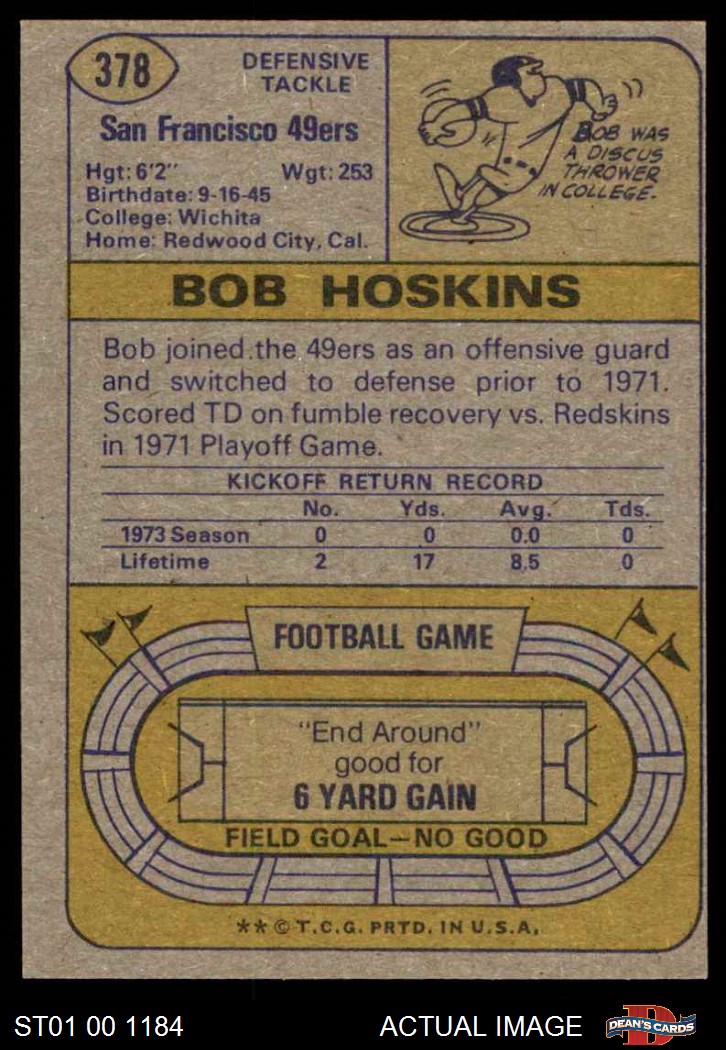 378
DEFENSIVE
TACKLE
San Francisco 49ers
Hgt: 6'2" Wgt: 253
Birthdate: 9-16-45
College: Wichita
Home: Redwood City, Cal.
BOB WAS
A DISCUS
THROWER
IN COLLEGE.
BOB HOSKINS
Bob joined the 49ers as an offensive guard
and switched to defense prior to 1971.
Scored TD on fumble recovery vs. Redskins
in 1971 Playoff Game.
KICKOFF RETURN RECORD
No. Yds. Avg. Tds.
1973 Season 0 0 0.0 0
Lifetime 2 17 8.5 0
FOOTBALL GAME
"End Around"
good for
6 YARD GAIN
FIELD GOAL—NO GOOD
** © T.C.G. PRTD. IN U.S.A.
ST01 00 1184 ACTUAL IMAGE D DEAN'S CARDS